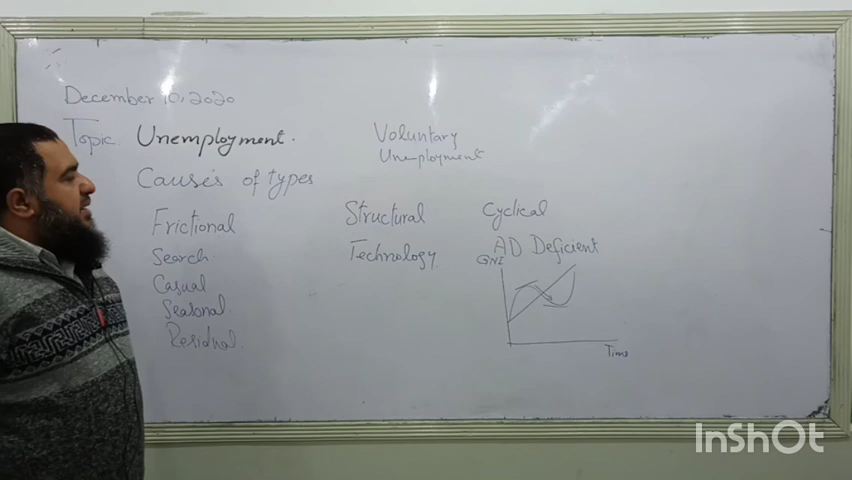 December 10, 2020
Topic Unemployment.
Voluntary
Unemployment
Causes of types
Frictional
Search
Casual
Seasonal
Residual
Structural
Technology
Cyclical
AD Deficient
GNI
Time
InShOt